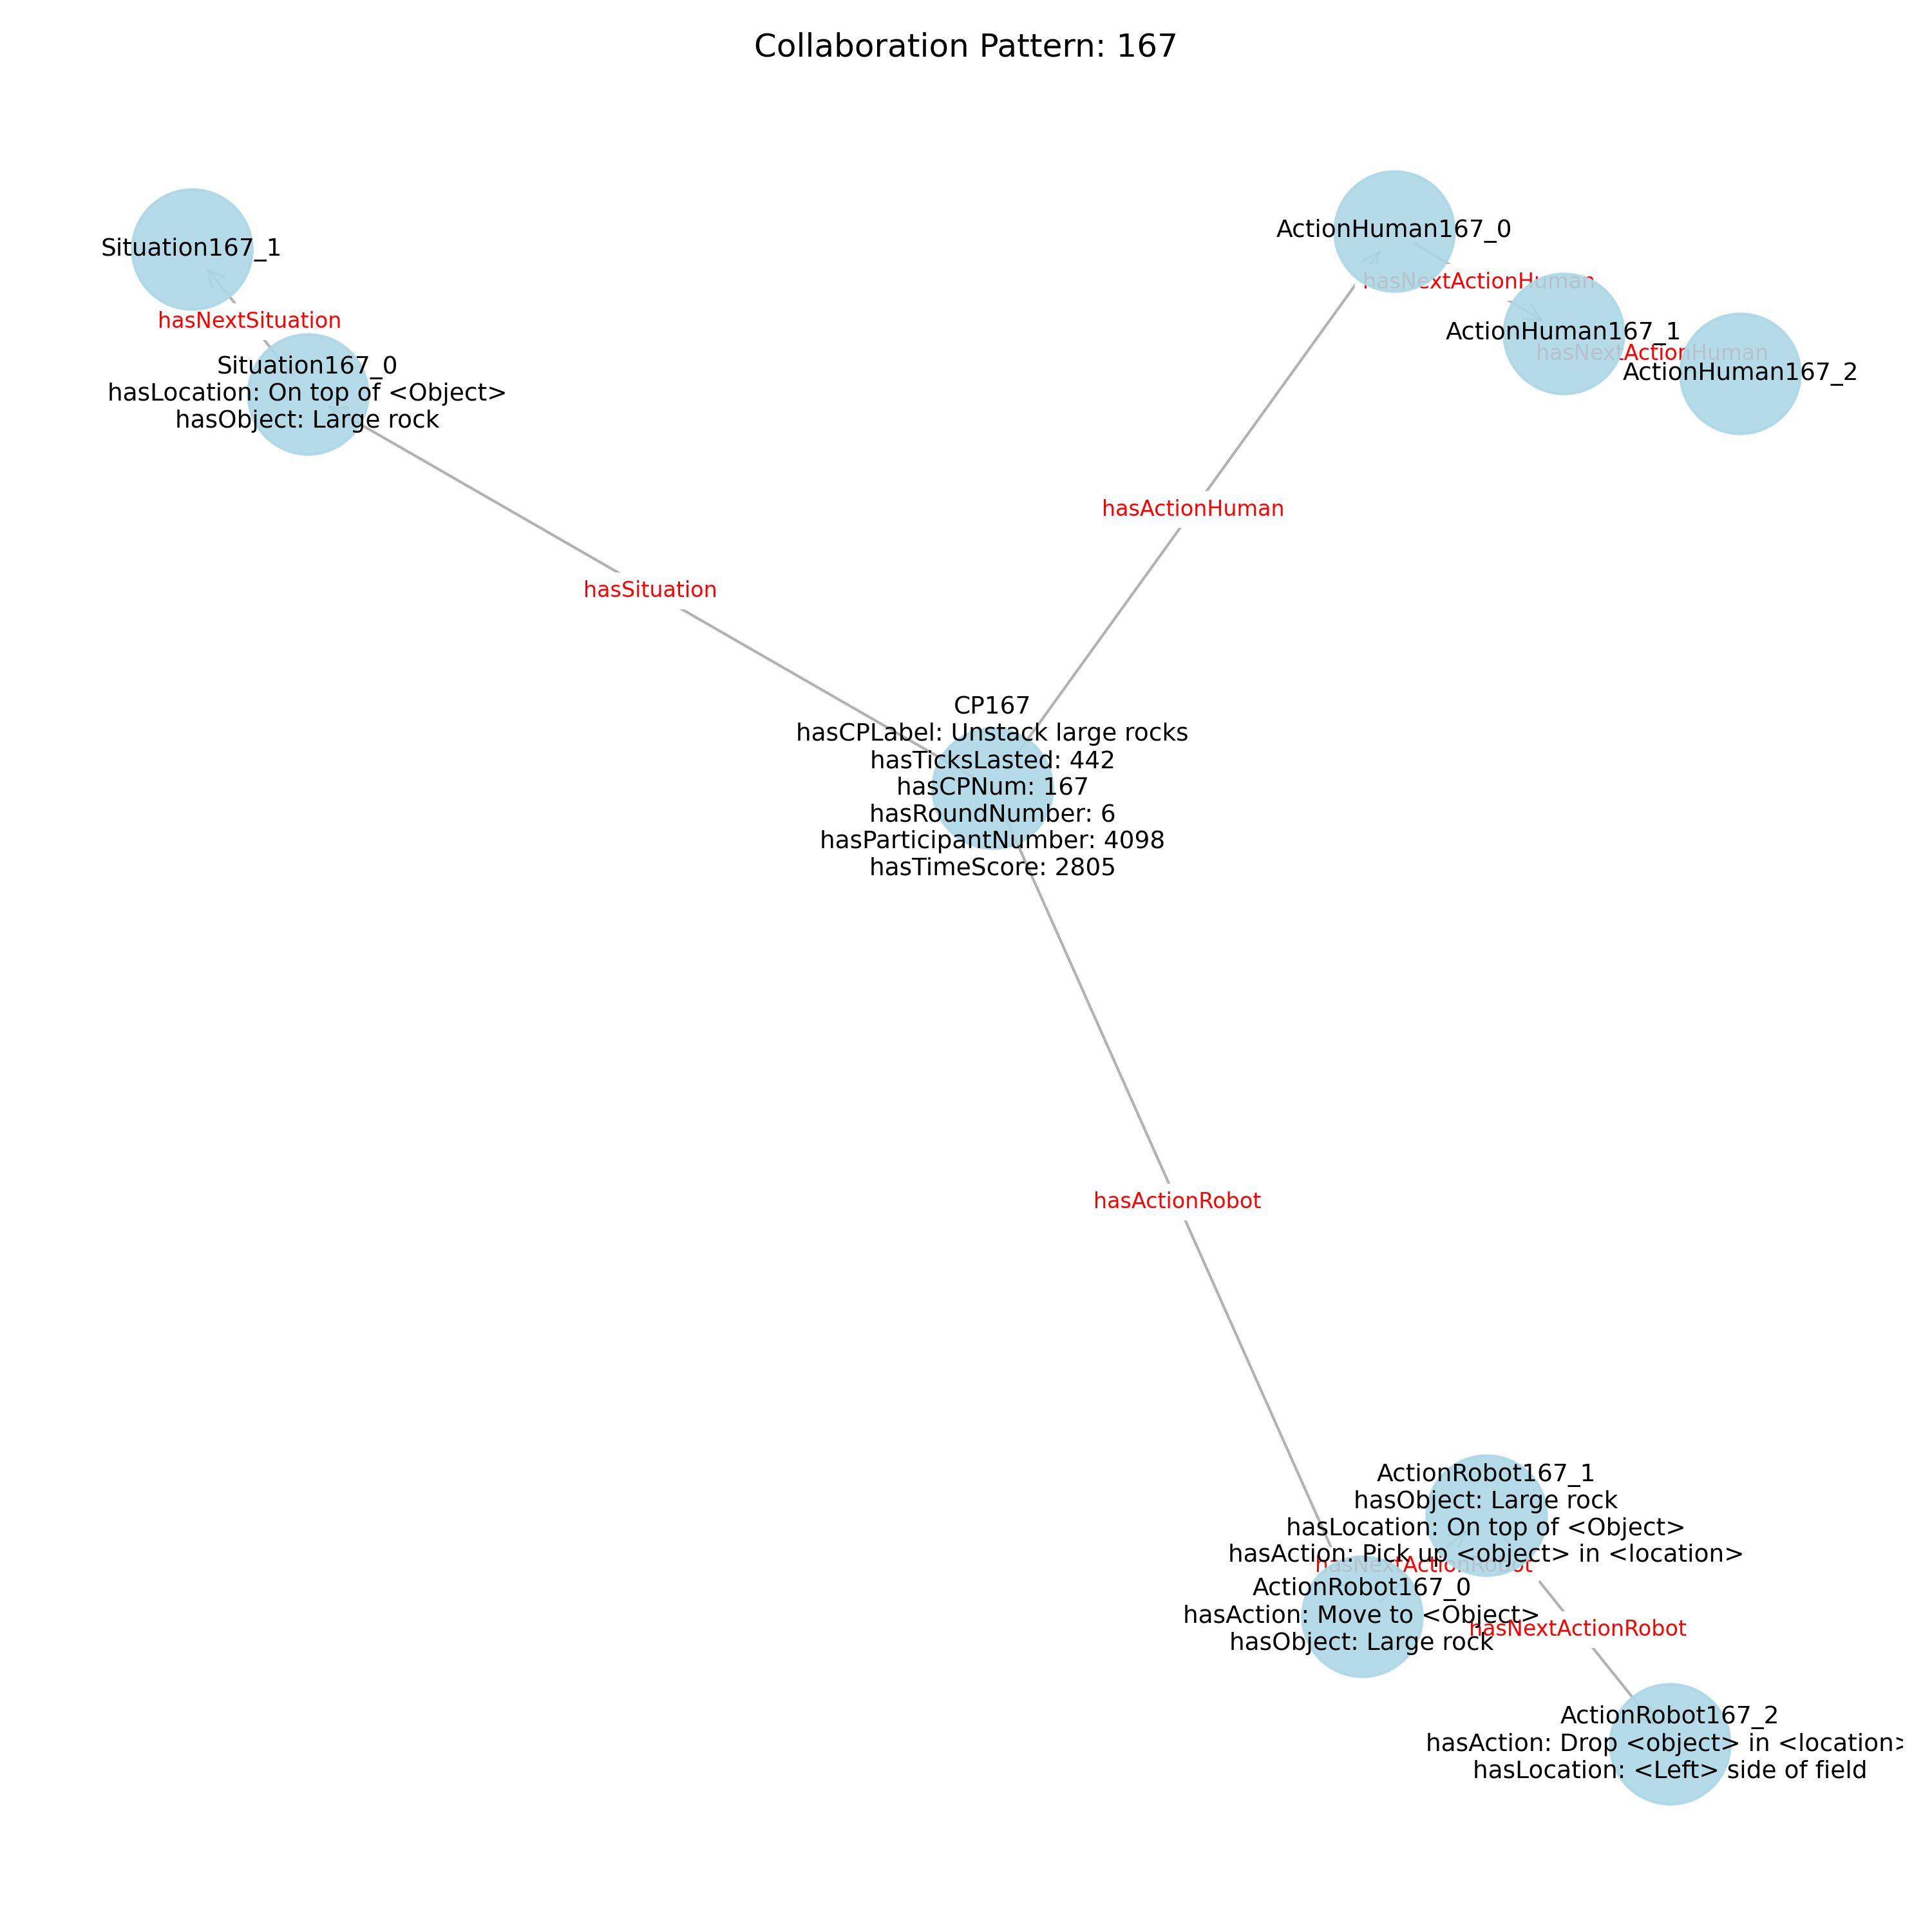 Collaboration Pattern: 167
ActionHuman167_0
Situation167_1
hasNextActionHuman
hasNextSituation
ActionHuman167_1
hasNextActionHuman
ActionHuman167_2
Situation167_0
hasLocation: On top of <Object>
hasObject: Large rock
hasActionHuman
hasSituation
CP167
hasCPLabel: Unstack large rocks
hasTicksLasted: 442
hasCPNum: 167
hasRoundNumber: 6
hasParticipantNumber: 4098
hasTimeScore: 2805
hasActionRobot
ActionRobot167_1
hasObject: Large rock
hasLocation: On top of <Object>
hasAction: Pick up <object> in <location>
hasNextActionRobot
ActionRobot167_0
hasAction: Move to <Object>
hasObject: Large rock
hasNextActionRobot
ActionRobot167_2
hasAction: Drop <object> in <location>
hasLocation: <Left> side of field